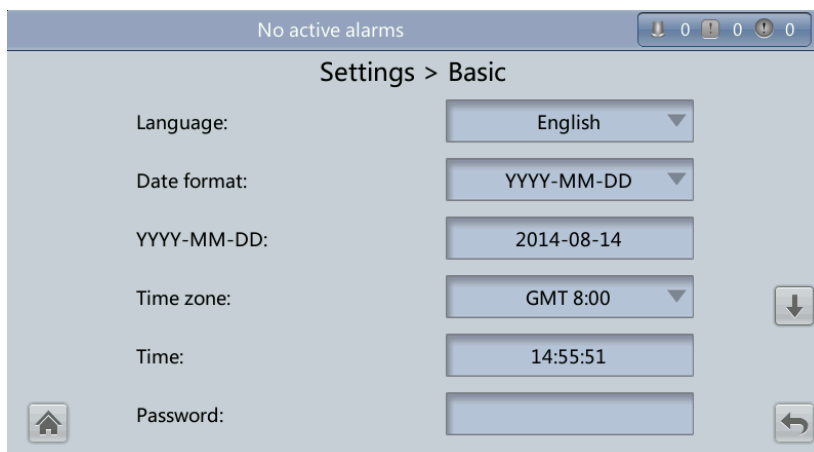 No active alarms 0 0 0
Settings > Basic
Language: English
Date format: YYYY-MM-DD
YYYY-MM-DD: 2014-08-14
Time zone: GMT 8:00
Time: 14:55:51
Password: